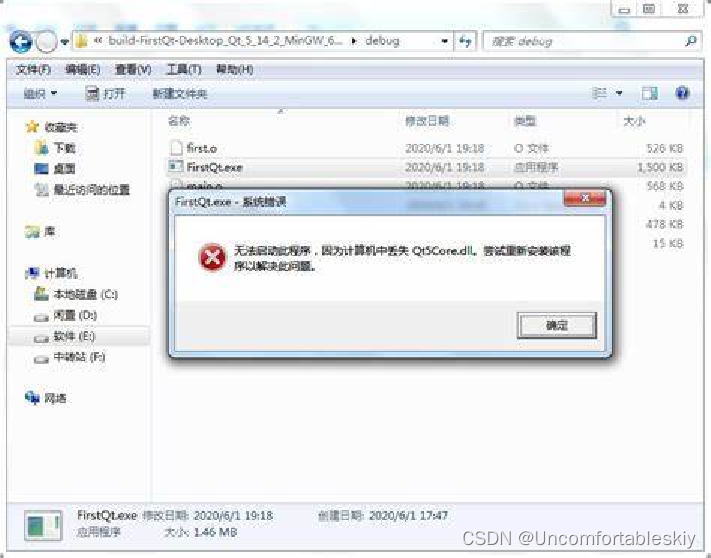 « build-FirstQt-Desktop_Qt_5_14_2_MinGW_6... ▸ debug
搜索 debug
文件(F) 编辑(E) 查看(V) 工具(T) 帮助(H)
组织 打开 新建文件夹
名称 修改日期 类型 大小
收藏夹
下载
桌面
最近访问的位置
库
计算机
本地磁盘 (C:)
闲置 (D:)
软件 (E:)
中转站 (F:)
网络
first.o 2020/6/1 19:18 O 文件 526 KB
FirstQt.exe 2020/6/1 19:18 应用程序 1,500 KB
main.o 2020/6/1 19:18 O 文件 568 KB
4 KB
478 KB
15 KB
FirstQt.exe - 系统错误
无法启动此程序，因为计算机中丢失 Qt5Core.dll。尝试重新安装该程
序以解决此问题。
确定
FirstQt.exe 修改日期: 2020/6/1 19:18 创建日期: 2020/6/1 17:47
应用程序 大小: 1.46 MB
CSDN @Uncomfortableskiy